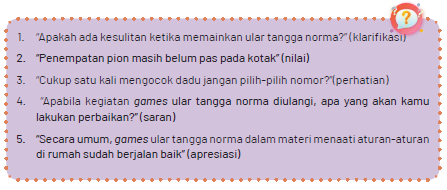 ?
1. "Apakah ada kesulitan ketika memainkan ular tangga norma?"(klarifikasi)
2. "Penempatan pion masih belum pas pada kotak"(nilai)
3. "Cukup satu kali mengocok dadu jangan pilih-pilih nomor?"(perhatian)
4. "Apabila kegiatan games ular tangga norma diulangi, apa yang akan kamu
lakukan perbaikan?"(saran)
5. "Secara umum, games ular tangga norma dalam materi menaati aturan-aturan
di rumah sudah berjalan baik"(apresiasi)